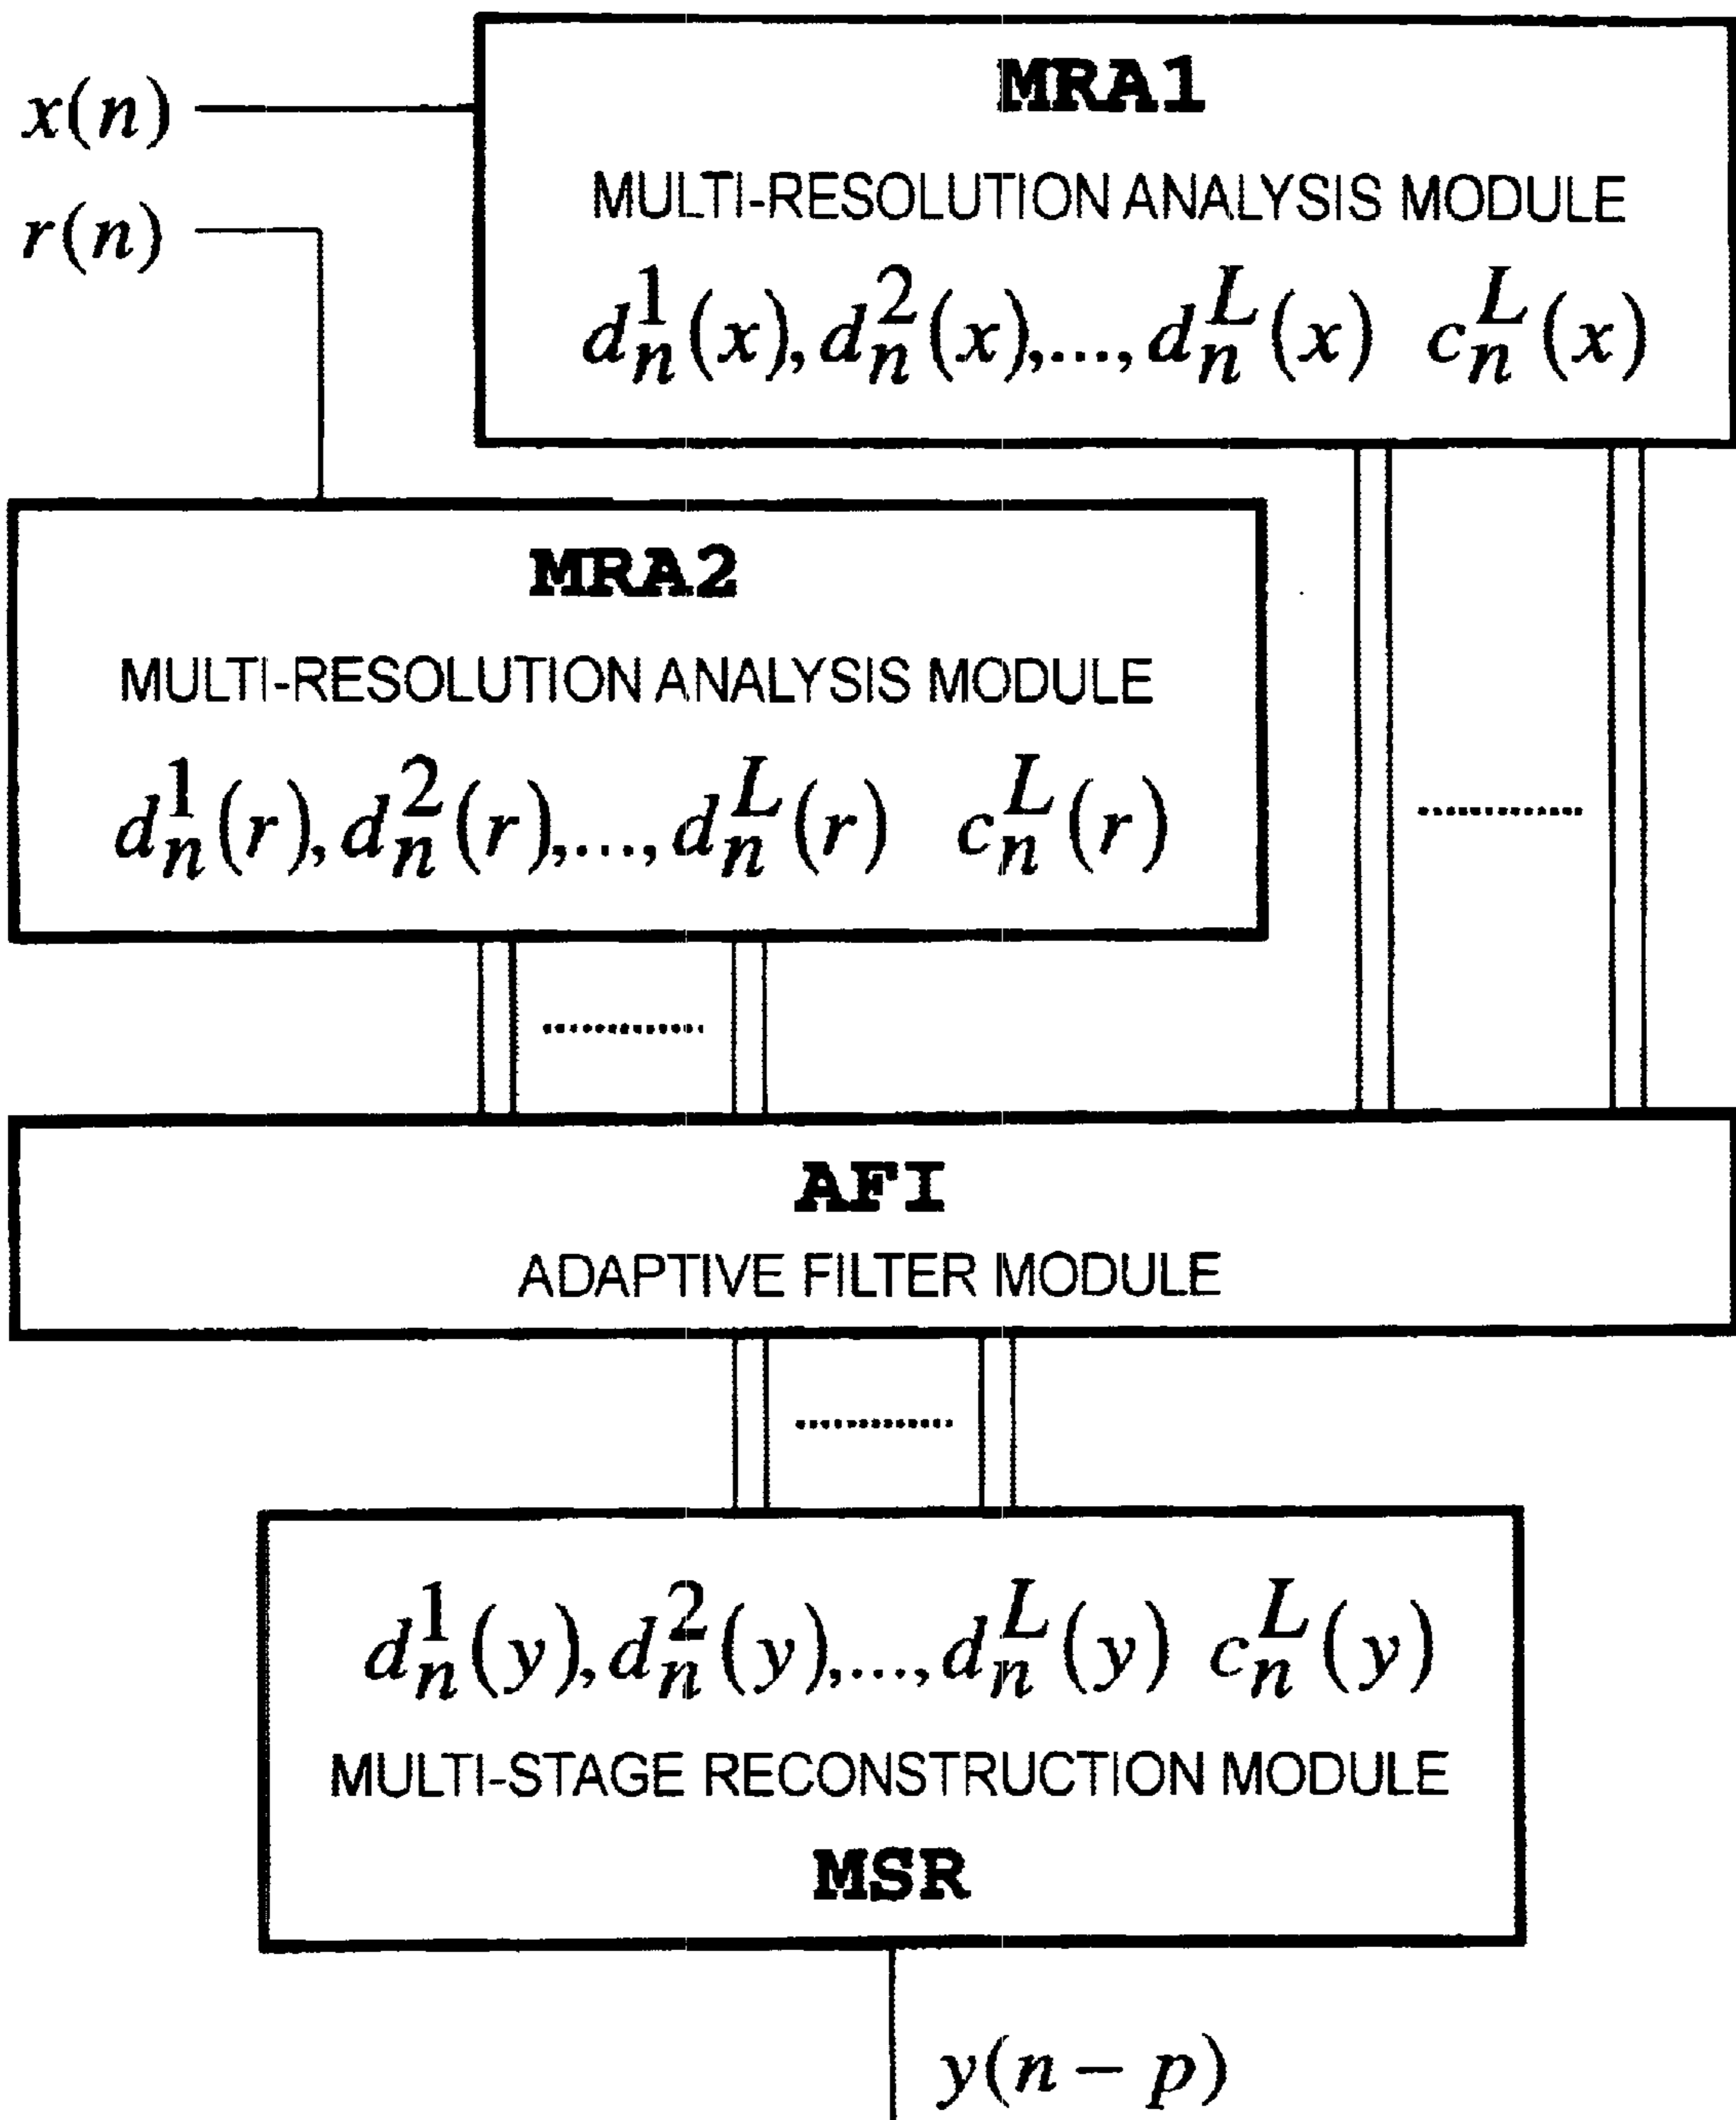 x(n)
r(n)
MRA1
MULTI-RESOLUTION ANALYSIS MODULE
d_n^1(x), d_n^2(x),..., d_n^L(x) c_n^L(x)
MRA2
MULTI-RESOLUTION ANALYSIS MODULE
d_n^1(r), d_n^2(r),..., d_n^L(r) c_n^L(r)
AFI
ADAPTIVE FILTER MODULE
d_n^1(y), d_n^2(y),..., d_n^L(y) c_n^L(y)
MULTI-STAGE RECONSTRUCTION MODULE
MSR
y(n − p)